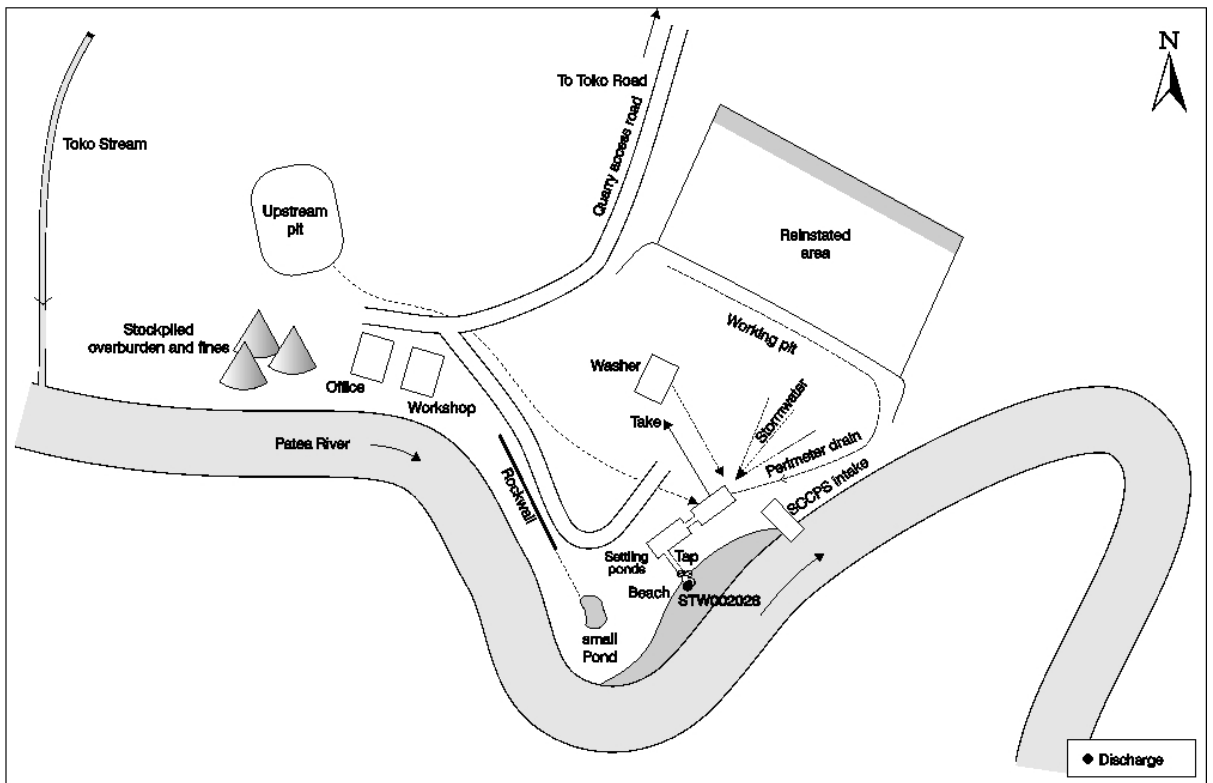 N
To Toko Road
Toko Stream
Quarry access road
Upstream
pit
Reinstated
area
Stockpiled
overburden and fines
Working pit
Washer
Office
Workshop
Take
Stormwater
Patea River
Perimeter drain
Rockwall
SCCPS intake
Settling
ponds
Tap
Beach
STW002026
small
Pond
Discharge